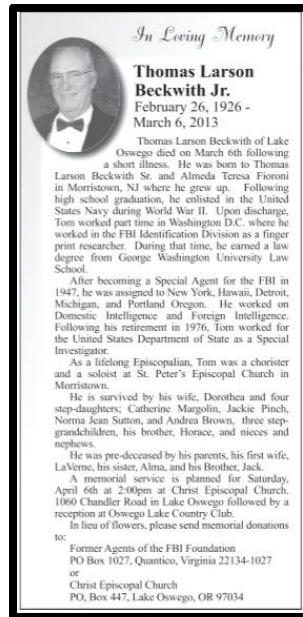 In Loving Memory
Thomas Larson
Beckwith Jr.
February 26, 1926 -
March 6, 2013
Thomas Larson Beckwith of Lake
Oswego died on March 6th following
a short illness. He was born to Thomas
Larson Beckwith Sr. and Almeda Teresa Fioroni
in Morristown, NJ where he grew up. Following
high school graduation, he enlisted in the United
States Navy during World War II. Upon discharge,
Tom worked part time in Washington D.C. where he
worked in the FBI Identification Division as a finger
print researcher. During that time, he earned a law
degree from George Washington University Law
School.
After becoming a Special Agent for the FBI in
1947, he was assigned to New York, Hawaii, Detroit,
Michigan, and Portland Oregon. He worked on
Domestic Intelligence and Foreign Intelligence.
Following his retirement in 1976, Tom worked for
the United States Department of State as a Special
Investigator.
As a lifelong Episcopalian, Tom was a chorister
and a soloist at St. Peter's Episcopal Church in
Morristown.
He is survived by his wife, Dorothea and four
step-daughters; Catherine Margolin, Jackie Pinch,
Norma Jean Sutton, and Andrea Brown, three step-
grandchildren, his brother, Horace, and nieces and
nephews.
He was pre-deceased by his parents, his first wife,
LaVerne, his sister, Alma, and his Brother, Jack.
A memorial service is planned for Saturday,
April 6th at 2:00pm at Christ Episcopal Church.
1060 Chandler Road in Lake Oswego followed by a
reception at Oswego Lake Country Club.
In lieu of flowers, please send memorial donations
to:
Former Agents of the FBI Foundation
PO Box 1027, Quantico, Virginia 22134-1027
or
Christ Episcopal Church
PO, Box 447, Lake Oswego, OR 97034